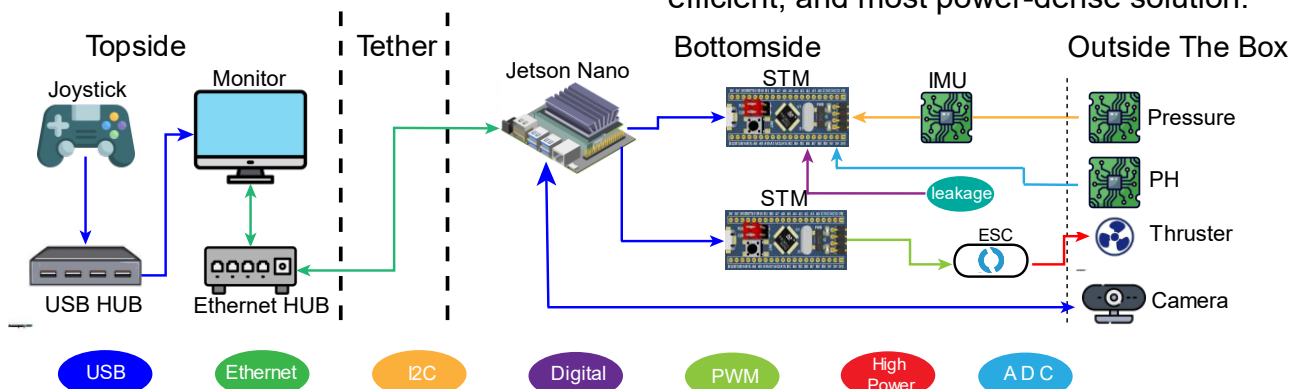 efficient, and most power-dense solution.
Topside
Tether
Bottomside
Outside The Box
Joystick
Monitor
Jetson Nano
STM
IMU
Pressure
PH
leakage
STM
ESC
Thruster
USB HUB
Ethernet HUB
Camera
USB
Ethernet
I2C
Digital
PWM
High
Power
A D C